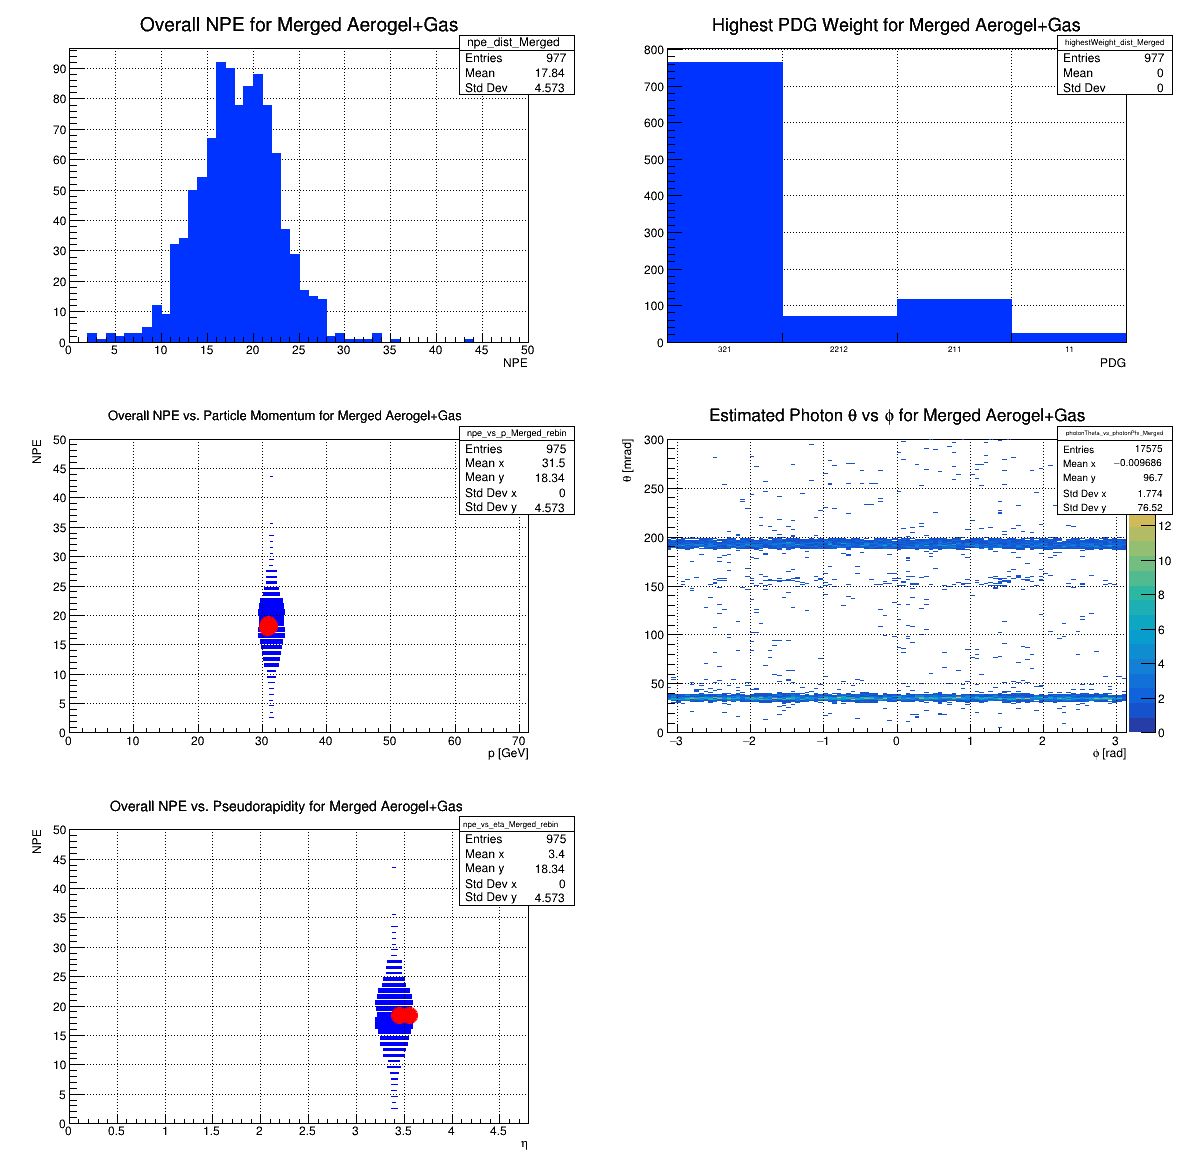 Overall NPE for Merged Aerogel+Gas
npe_dist_Merged
Entries 977
Mean 17.84
Std Dev 4.573
90
80
70
60
50
40
30
20
10
0
0 5 10 15 20 25 30 35 40 45 50
NPE
Highest PDG Weight for Merged Aerogel+Gas
highestWeight_dist_Merged
Entries 977
Mean 0
Std Dev 0
800
700
600
500
400
300
200
100
0
321 2212 211 11
PDG
Overall NPE vs. Particle Momentum for Merged Aerogel+Gas
npe_vs_p_Merged_rebin
Entries 975
Mean x 31.5
Mean y 18.34
Std Dev x 0
Std Dev y 4.573
NPE
50
45
40
35
30
25
20
15
10
5
0
0 10 20 30 40 50 60 70
p [GeV]
Estimated Photon θ vs ϕ for Merged Aerogel+Gas
photonTheta_vs_photonPhi_Merged
Entries 17575
Mean x −0.009686
Mean y 96.7
Std Dev x 1.774
Std Dev y 76.52
θ [mrad]
300
250
200
150
100
50
0
−3 −2 −1 0 1 2 3
ϕ [rad]
12
10
8
6
4
2
0
Overall NPE vs. Pseudorapidity for Merged Aerogel+Gas
npe_vs_eta_Merged_rebin
Entries 975
Mean x 3.4
Mean y 18.34
Std Dev x 0
Std Dev y 4.573
NPE
50
45
40
35
30
25
20
15
10
5
0
0 0.5 1 1.5 2 2.5 3 3.5 4 4.5
η